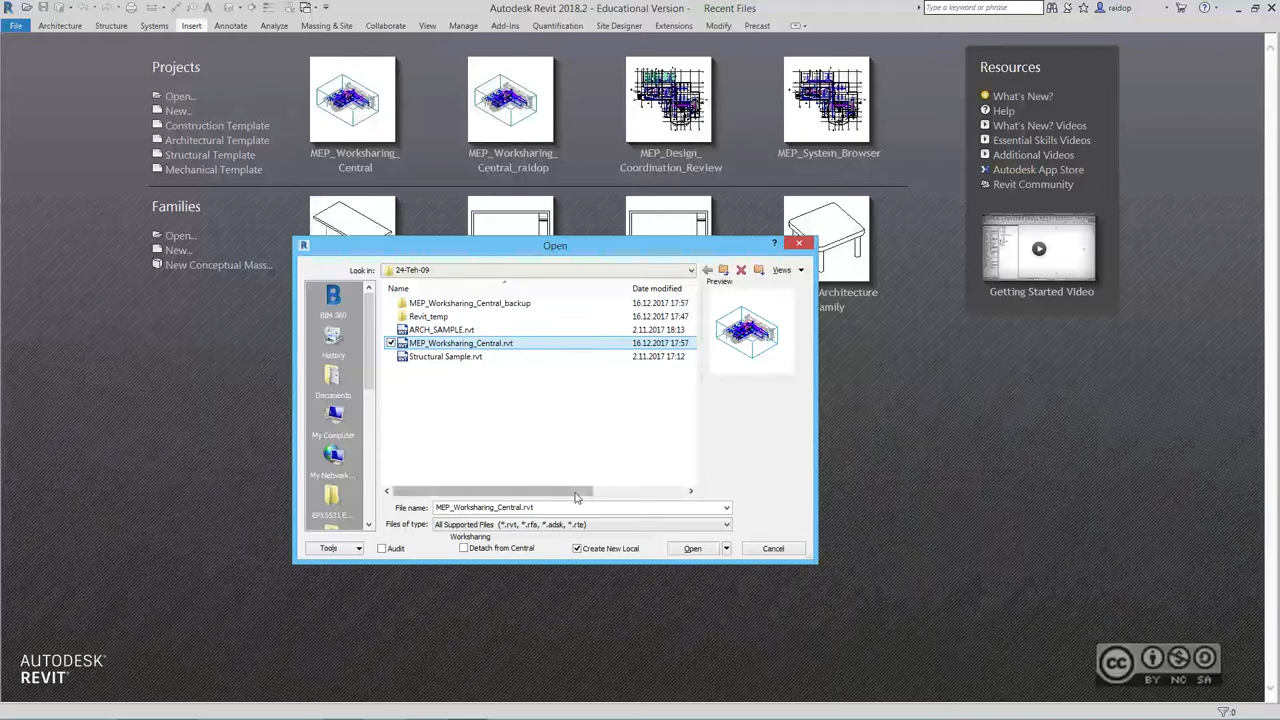 Autodesk Revit 2018.2 - Educational Version - Recent Files
Type a keyword or phrase
raidop
File Architecture Structure Systems Insert Annotate Analyze Massing & Site Collaborate View Manage Add-Ins Quantification Site Designer Extensions Modify Precast
Projects
Open...
New...
Construction Template
Architectural Template
Structural Template
Mechanical Template
MEP_Worksharing_
Central
MEP_Worksharing_
Central_raidop
MEP_Design_
Coordination_Review
MEP_System_Browser
Resources
What's New?
Help
What's New? Videos
Essential Skills Videos
Additional Videos
Autodesk App Store
Revit Community
Getting Started Video
Families
Open...
New...
New Conceptual Mass...
Architecture
amily
Open
Look in: 24-Teh-09 Views
Name Date modified
Preview
MEP_Worksharing_Central_backup 16.12.2017 17:57
Revit_temp 16.12.2017 17:47
ARCH_SAMPLE.rvt 2.11.2017 18:13
MEP_Worksharing_Central.rvt 16.12.2017 17:57
Structural Sample.rvt 2.11.2017 17:12
BIM 360
History
Documents
My Computer
My Network...
EPX5531 E...
File name: MEP_Worksharing_Central.rvt
Files of type: All Supported Files (*.rvt, *.rfa, *.adsk, *.rte)
Worksharing
Tools Audit Detach from Central Create New Local Open Cancel
AUTODESK®
REVIT®
cc
BY NC SA
:0